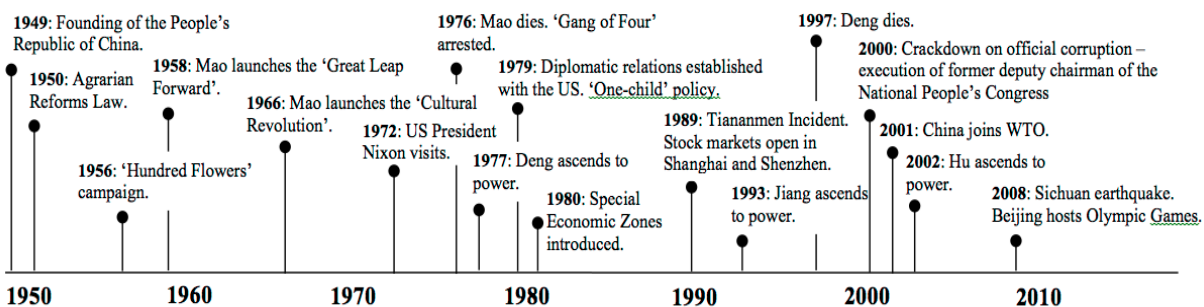 1949: Founding of the People's
Republic of China.
1950: Agrarian
Reforms Law.
1956: 'Hundred Flowers'
campaign.
1958: Mao launches the 'Great Leap
Forward'.
1966: Mao launches the 'Cultural
Revolution'.
1972: US President
Nixon visits.
1976: Mao dies. 'Gang of Four'
arrested.
1977: Deng ascends to
power.
1979: Diplomatic relations established
with the US. 'One-child' policy.
1980: Special
Economic Zones
introduced.
1989: Tiananmen Incident.
Stock markets open in
Shanghai and Shenzhen.
1993: Jiang ascends
to power.
1997: Deng dies.
2000: Crackdown on official corruption –
execution of former deputy chairman of the
National People's Congress
2001: China joins WTO.
2002: Hu ascends to
power.
2008: Sichuan earthquake.
Beijing hosts Olympic Games.
1950 1960 1970 1980 1990 2000 2010